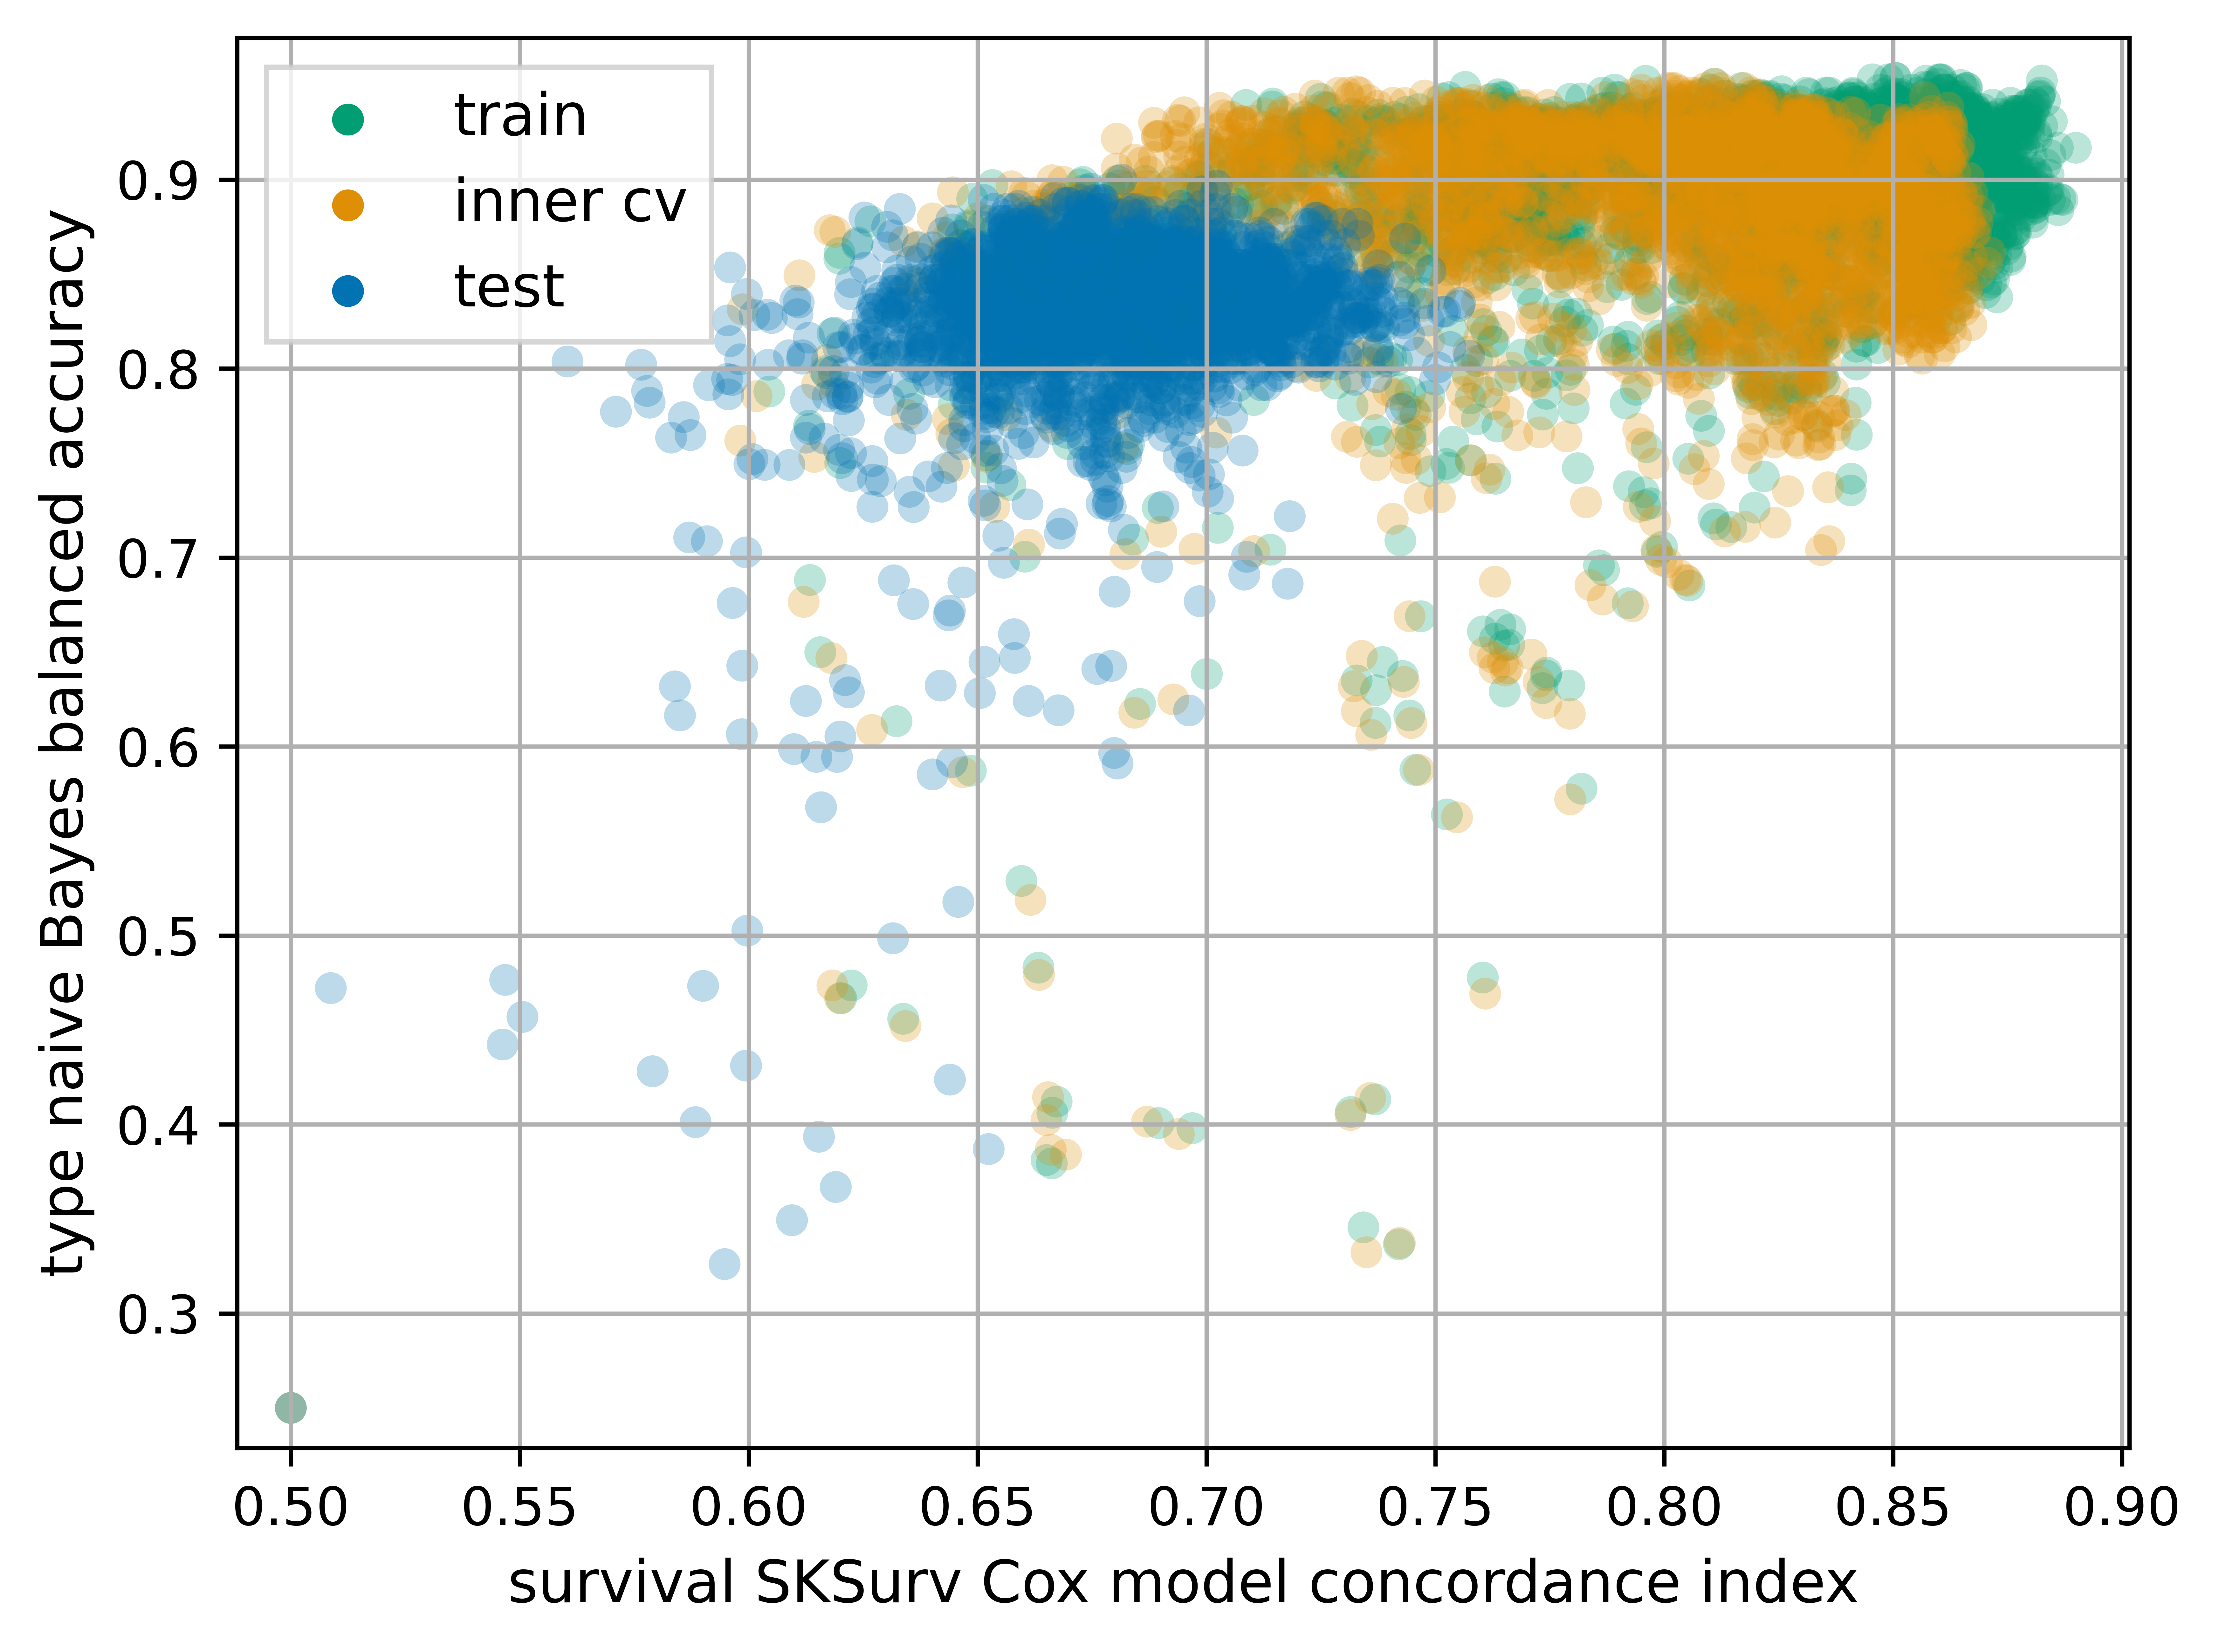 train
inner cv
test
type naive Bayes balanced accuracy
0.9
0.8
0.7
0.6
0.5
0.4
0.3
0.50 0.55 0.60 0.65 0.70 0.75 0.80 0.85 0.90
survival SKSurv Cox model concordance index